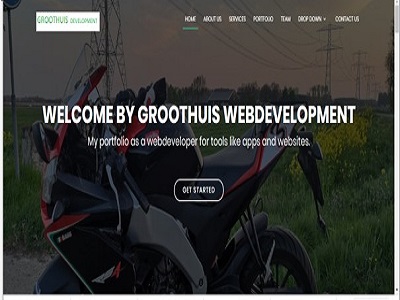 GROOTHUIS DEVELOPMENT
HOME ABOUT US SERVICES PORTFOLIO TEAM DROP DOWN CONTACT US
WELCOME BY GROOTHUIS WEBDEVELOPMENT
My portfolio as a webdeveloper for tools like apps and websites.
GET STARTED